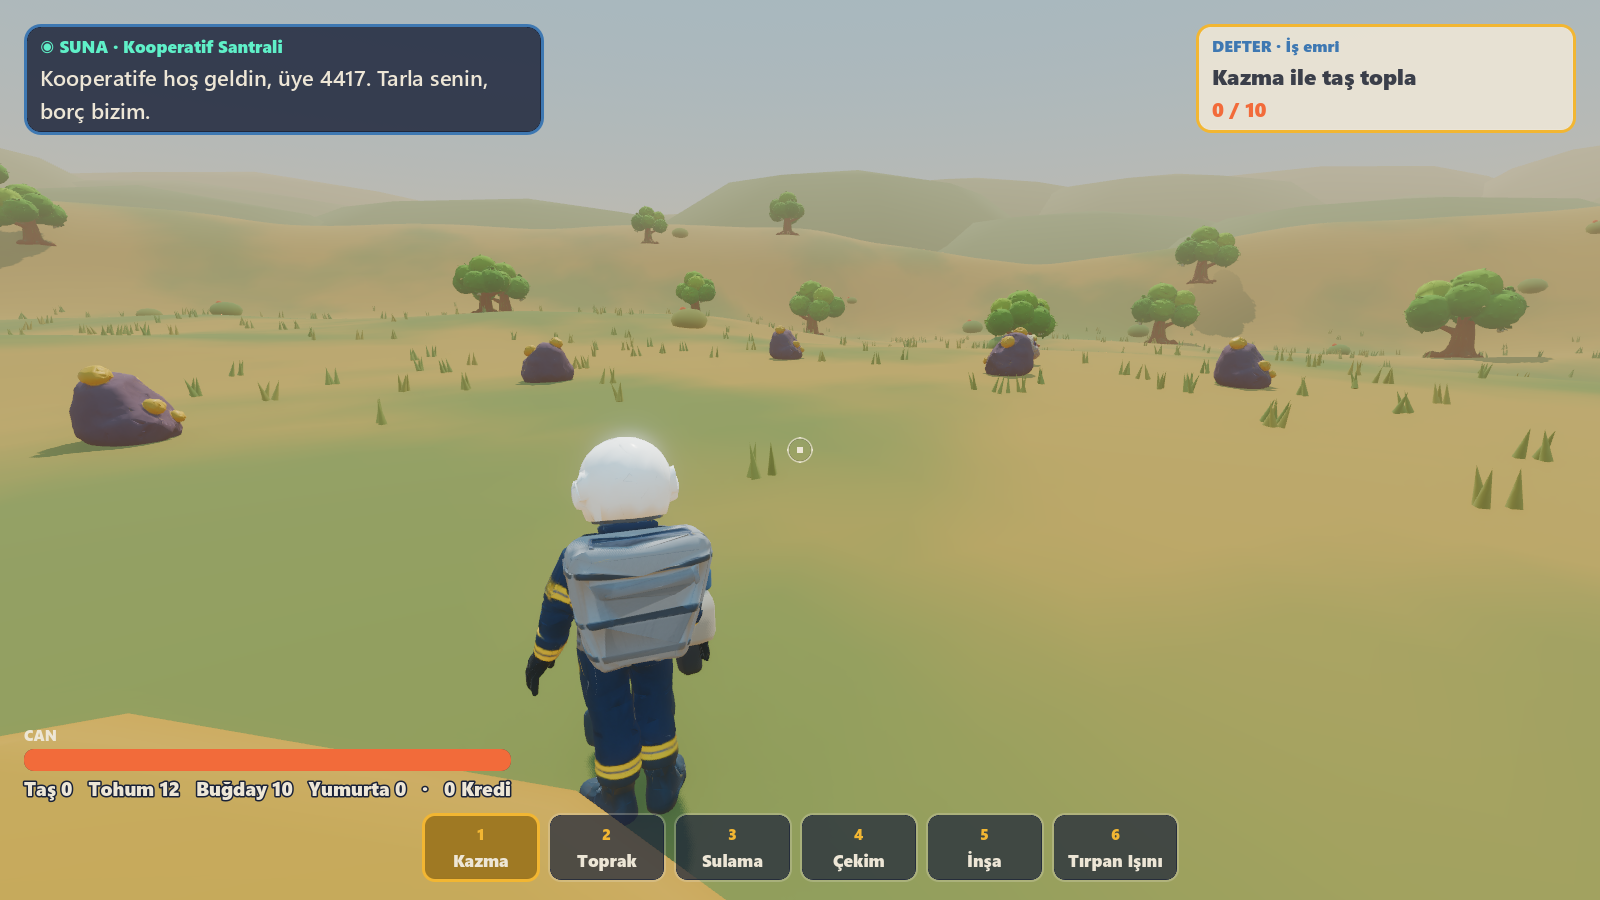 ◉ SUNA · Kooperatif Santrali
Kooperatife hoş geldin, üye 4417. Tarla senin,
borç bizim.
DEFTER · İş emri
Kazma ile taş topla
0 / 10
CAN
Taş 0 Tohum 12 Buğday 10 Yumurta 0 · 0 Kredi
1
Kazma
2
Toprak
3
Sulama
4
Çekim
5
İnşa
6
Tırpan Işını